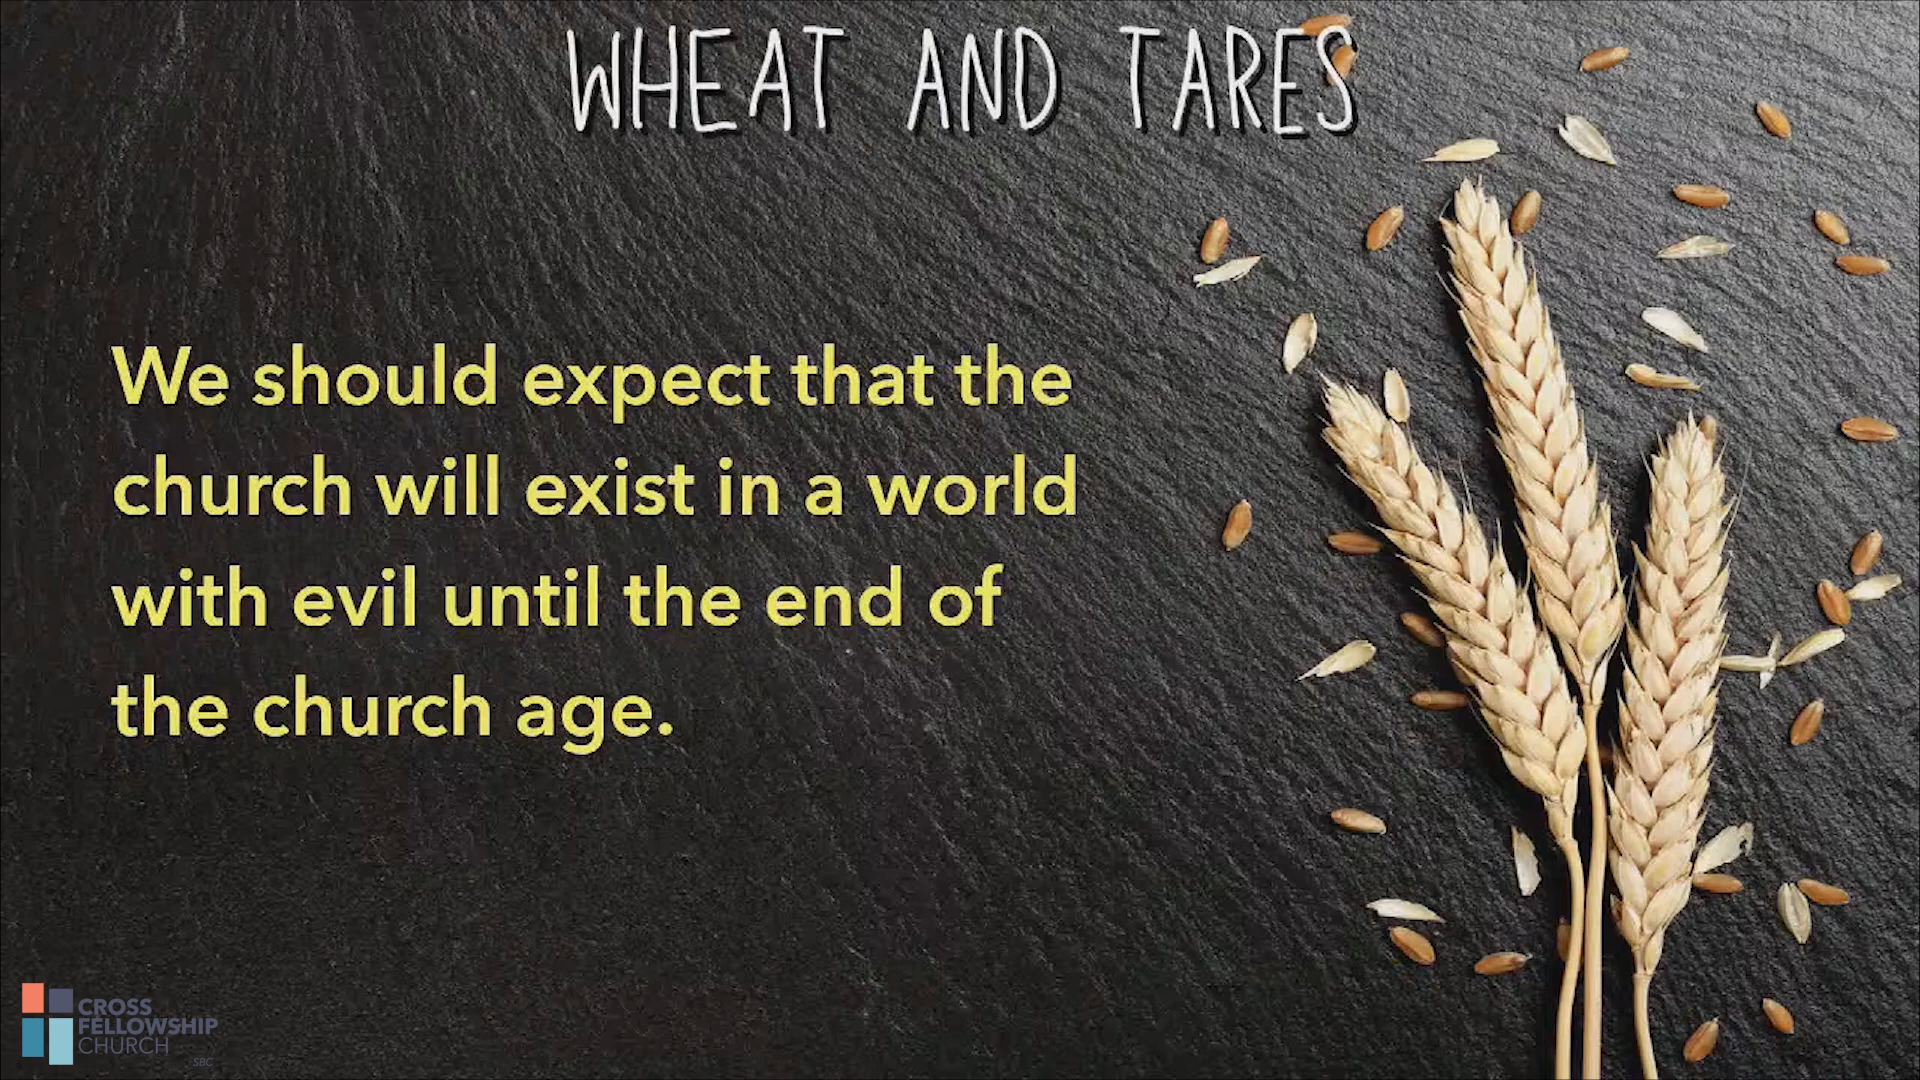 WHEAT AND TARES
We should expect that the
church will exist in a world
with evil until the end of
the church age.
CROSS
FELLOWSHIP
CHURCH
SBC